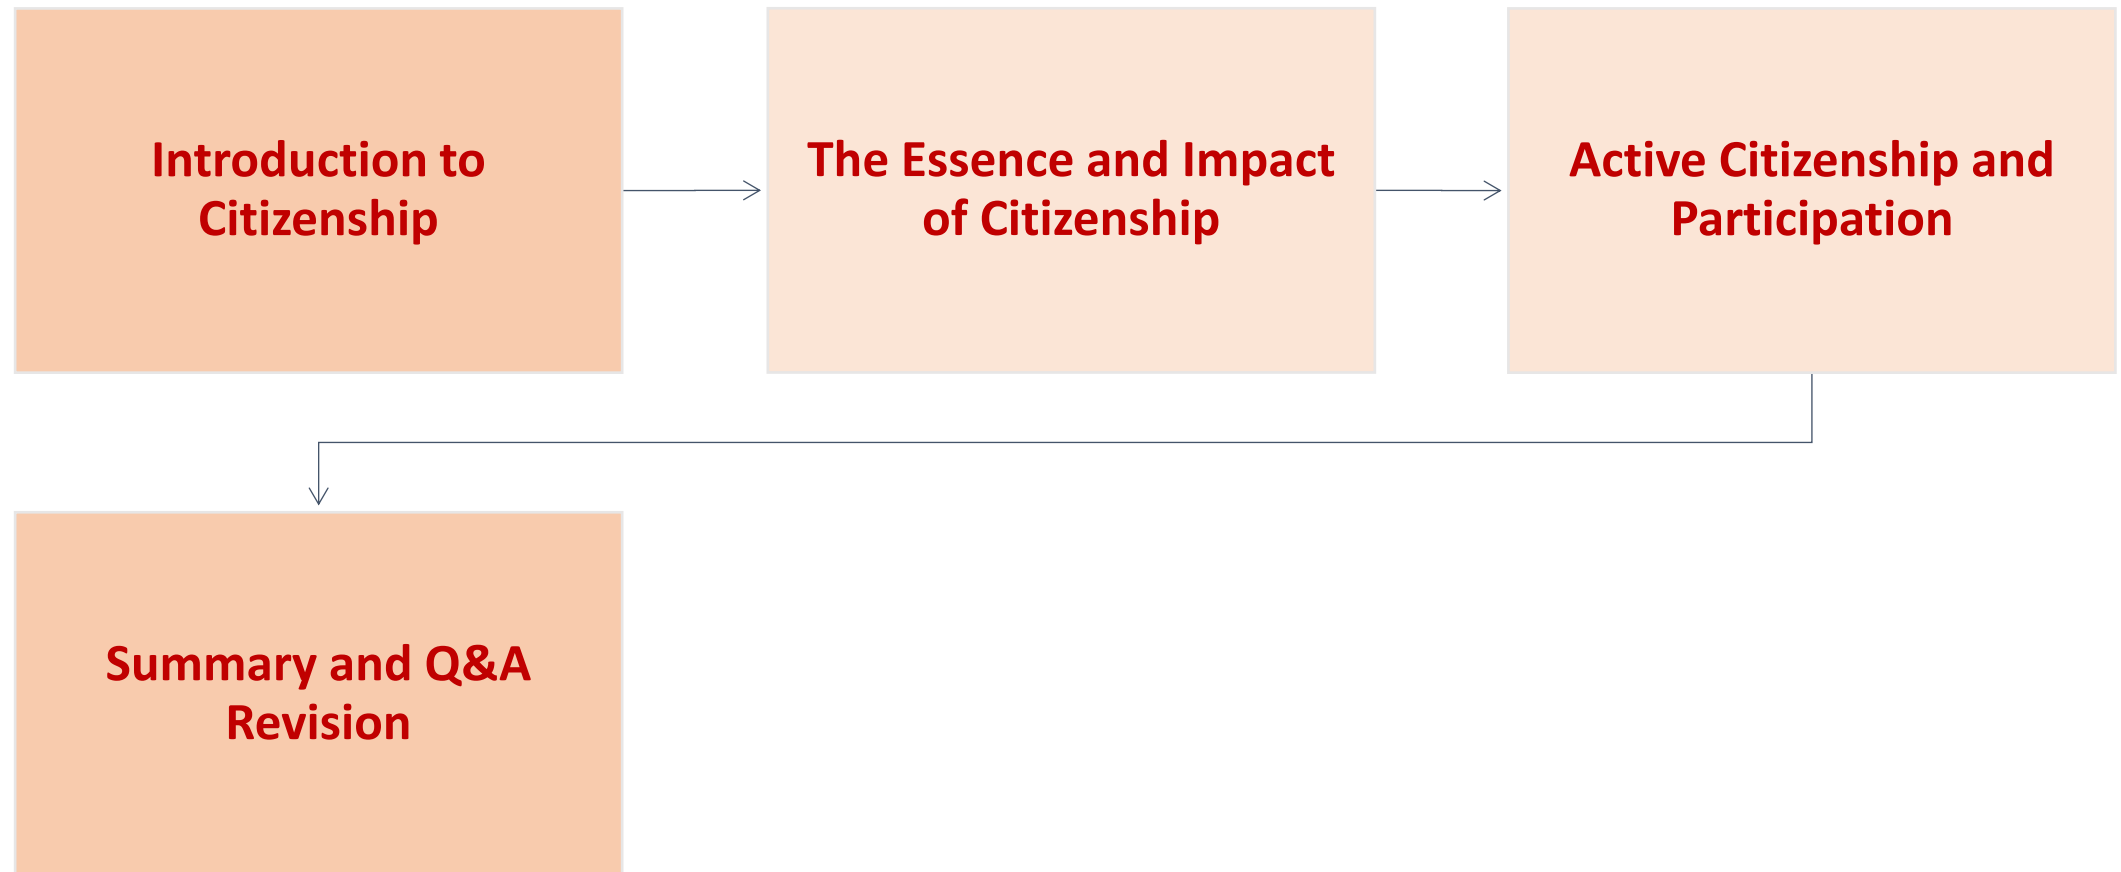 Introduction to
Citizenship
The Essence and Impact
of Citizenship
Active Citizenship and
Participation
Summary and Q&A
Revision